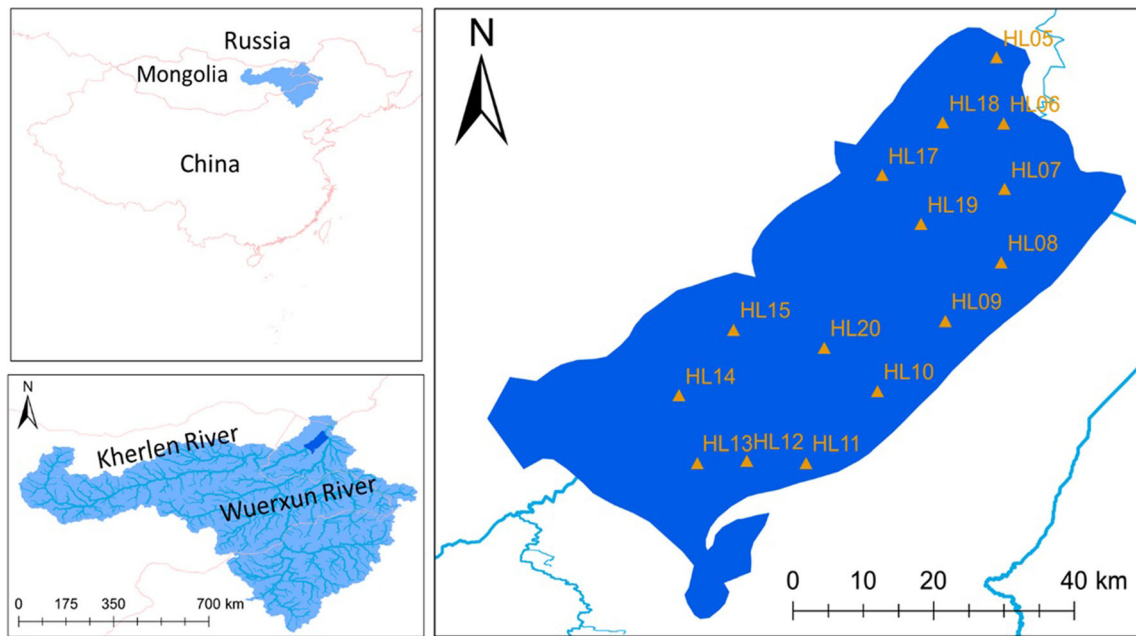 Russia
Mongolia
China
N
Kherlen River
Wuerxun River
0 175 350 700 km
N
HL05
HL18 HL06
HL17 HL07
HL19
HL08
HL15 HL09
HL20
HL14 HL10
HL13 HL12 HL11
0 20 40 km